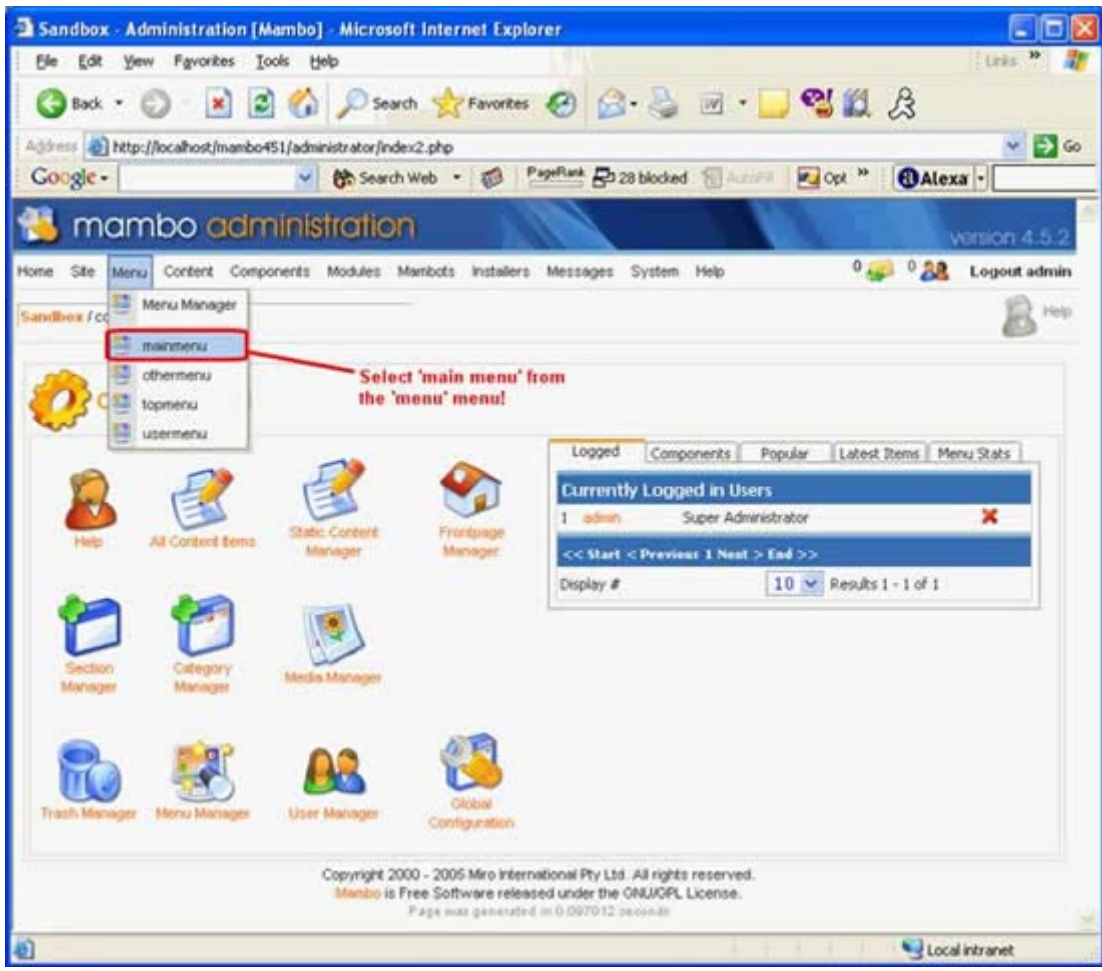 Sandbox - Administration [Mambo] - Microsoft Internet Explorer
File Edit View Favorites Tools Help Links »
Back Search Favorites
Address http://localhost/mambo451/administrator/index2.php Go
Google Search Web PageRank 28 blocked AutoFill Opt » Alexa
mambo administration
version 4.5.2
Home Site Menu Content Components Modules Mambots Installers Messages System Help 0 0 Logout admin
Menu Manager
Sandbox / Help
mainmenu
othermenu
topmenu
usermenu
Select 'main menu' from
the 'menu' menu!
Logged Components Popular Latest Items Menu Stats
Currently Logged in Users
1 admin Super Administrator
<< Start < Previous 1 Next > End >>
Display # 10 Results 1 - 1 of 1
Help
All Content Items
Static Content
Manager
Frontpage
Manager
Section
Manager
Category
Manager
Media Manager
Trash Manager
Menu Manager
User Manager
Global
Configuration
Copyright 2000 - 2005 Miro International Pty Ltd. All rights reserved.
Mambo is Free Software released under the GNU/GPL License.
Page was generated in 0.097012 seconds
Local intranet